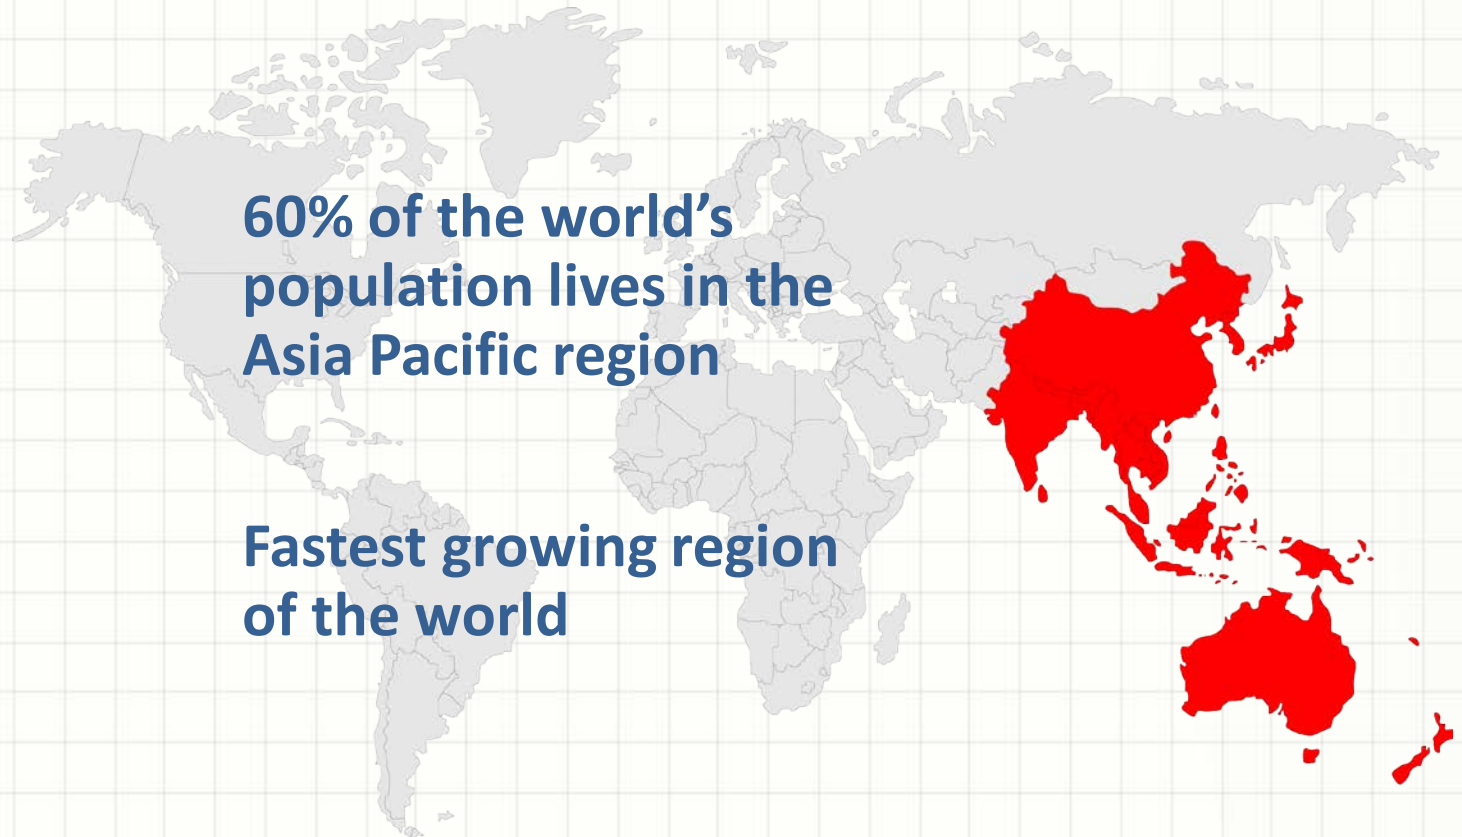 60% of the world’s
population lives in the
Asia Pacific region
Fastest growing region
of the world